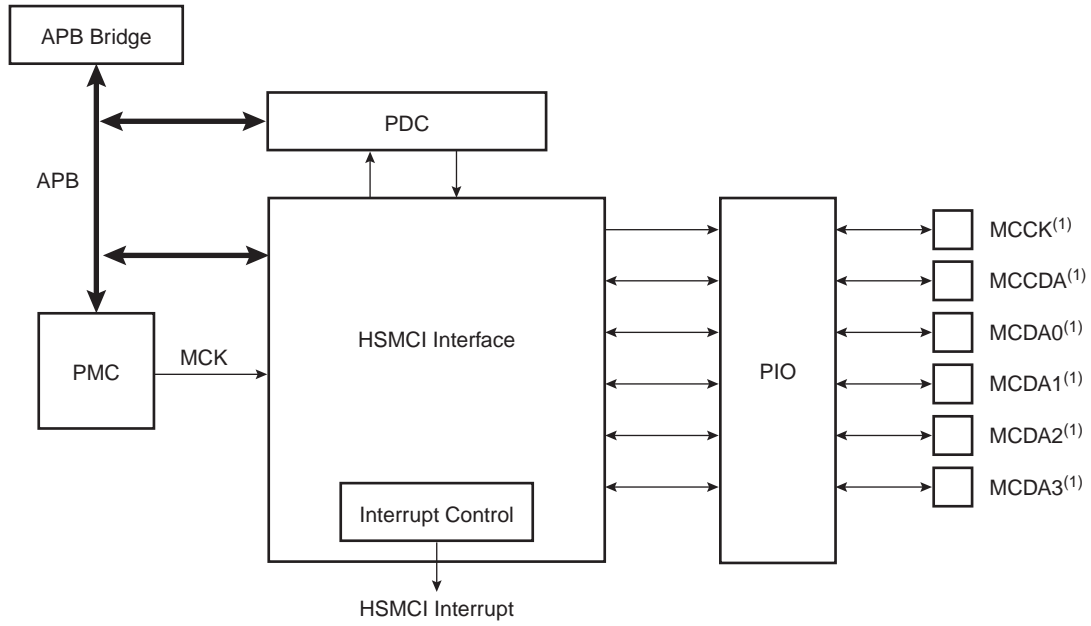 APB Bridge
PDC
APB
MCCK(1)
MCCDA(1)
HSMCI Interface
MCDA0(1)
MCK
PMC
PIO
MCDA1(1)
MCDA2(1)
MCDA3(1)
Interrupt Control
HSMCI Interrupt